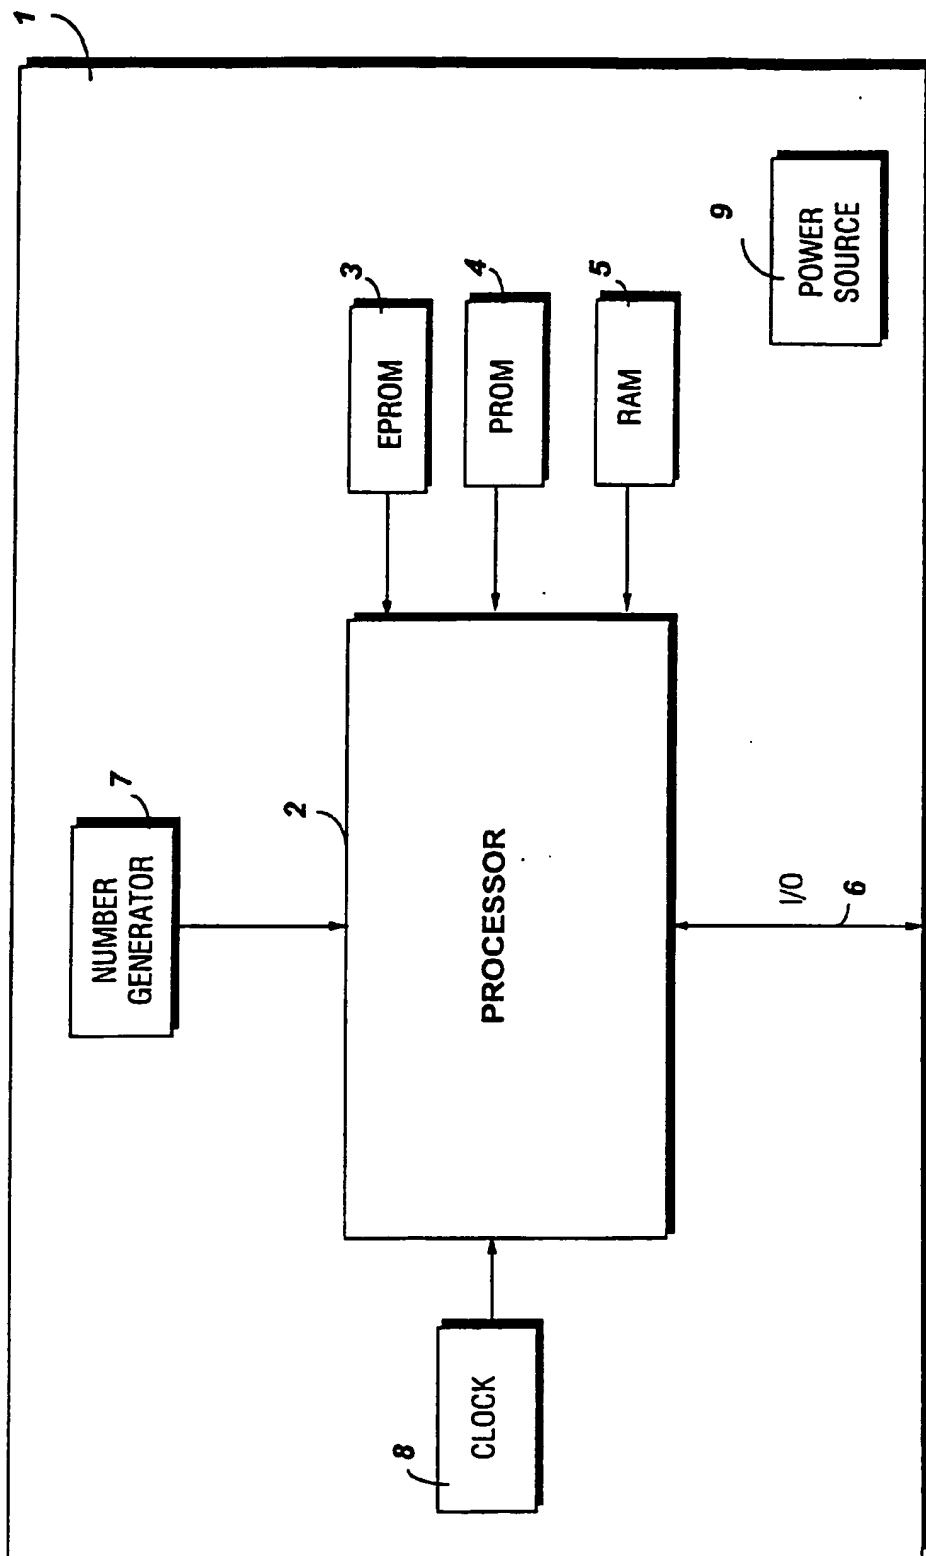 1
NUMBER
GENERATOR
7
2
PROCESSOR
CLOCK
8
EPROM
3
PROM
4
RAM
5
I/O
6
POWER
SOURCE
9